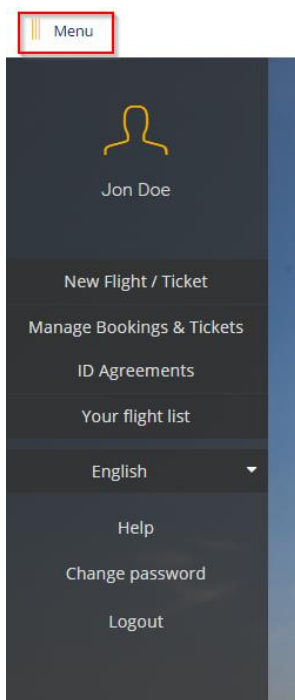 Menu
Jon Doe
New Flight / Ticket
Manage Bookings & Tickets
ID Agreements
Your flight list
English
Help
Change password
Logout